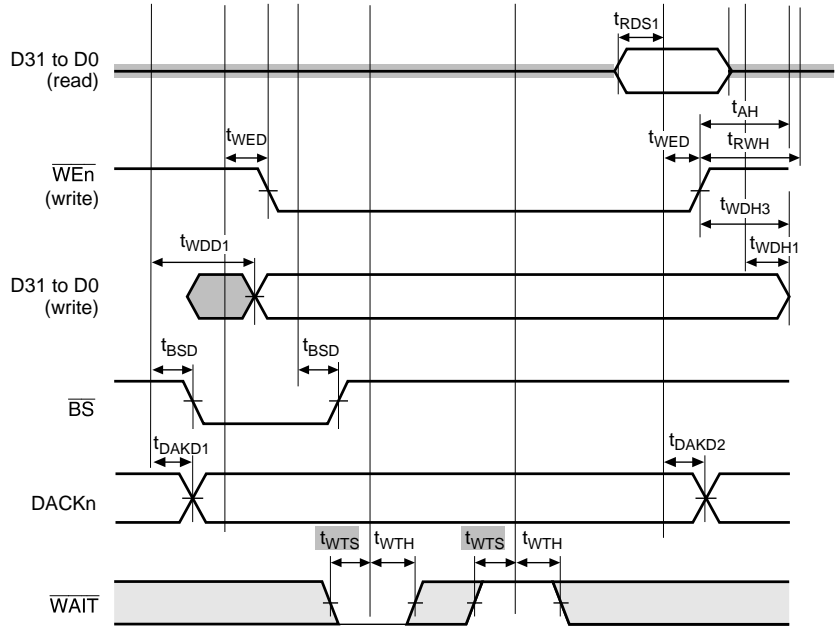 tRDS1
D31 to D0
(read)
tAH
tWED
tWED
tRWH
WEn
(write)
tWDH3
tWDD1
tWDH1
D31 to D0
(write)
tBSD
tBSD
BS
tDAKD1
tDAKD2
DACKn
tWTS
tWTH
tWTS
tWTH
WAIT